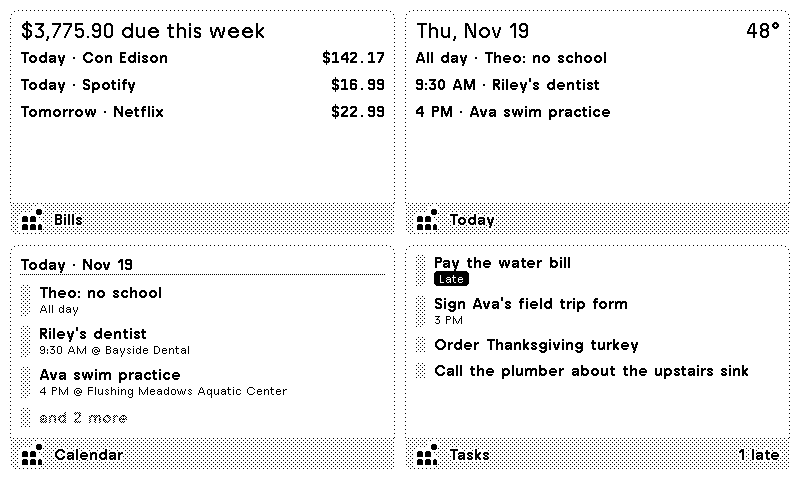 $3,775.90 due this week
Today · Con Edison $142.17
Today · Spotify $16.99
Tomorrow · Netflix $22.99
Bills
Thu, Nov 19 48°
All day · Theo: no school
9:30 AM · Riley's dentist
4 PM · Ava swim practice
Today
Today · Nov 19
Theo: no school
All day
Riley's dentist
9:30 AM @ Bayside Dental
Ava swim practice
4 PM @ Flushing Meadows Aquatic Center
and 2 more
Calendar
Pay the water bill
Late
Sign Ava's field trip form
3 PM
Order Thanksgiving turkey
Call the plumber about the upstairs sink
Tasks 1 late